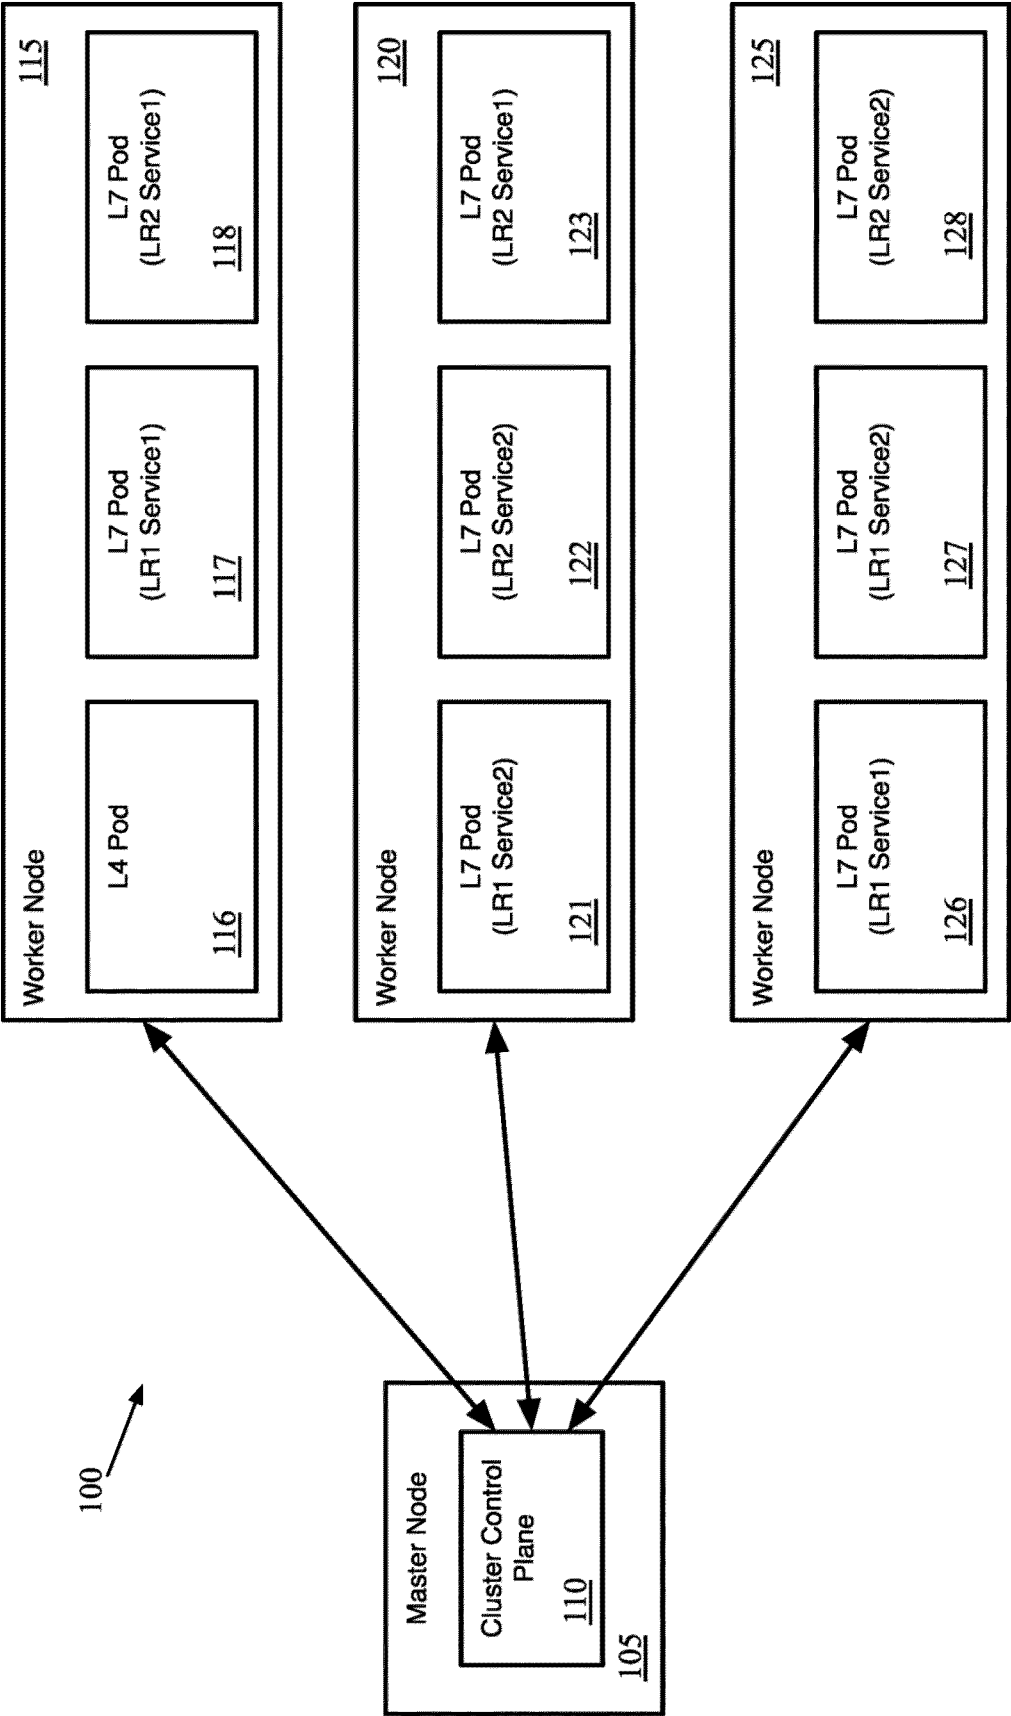 100
Master Node
Cluster Control
Plane
110
105
Worker Node
115
L4 Pod
116
L7 Pod
(LR1 Service1)
117
L7 Pod
(LR2 Service1)
118
Worker Node
120
L7 Pod
(LR1 Service2)
121
L7 Pod
(LR2 Service2)
122
L7 Pod
(LR2 Service1)
123
Worker Node
125
L7 Pod
(LR1 Service1)
126
L7 Pod
(LR1 Service2)
127
L7 Pod
(LR2 Service2)
128